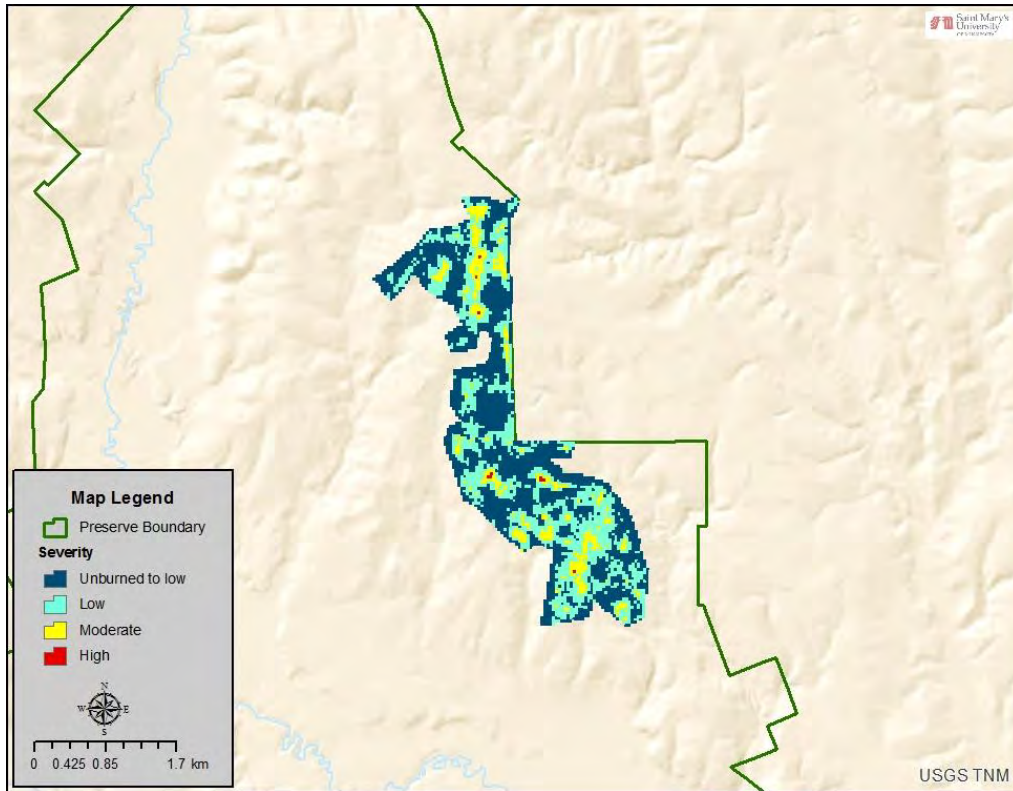 Saint Mary's
University
Map Legend
Preserve Boundary
Severity
Unburned to low
Low
Moderate
High
N
W E
S
0 0.425 0.85 1.7 km
USGS TNM